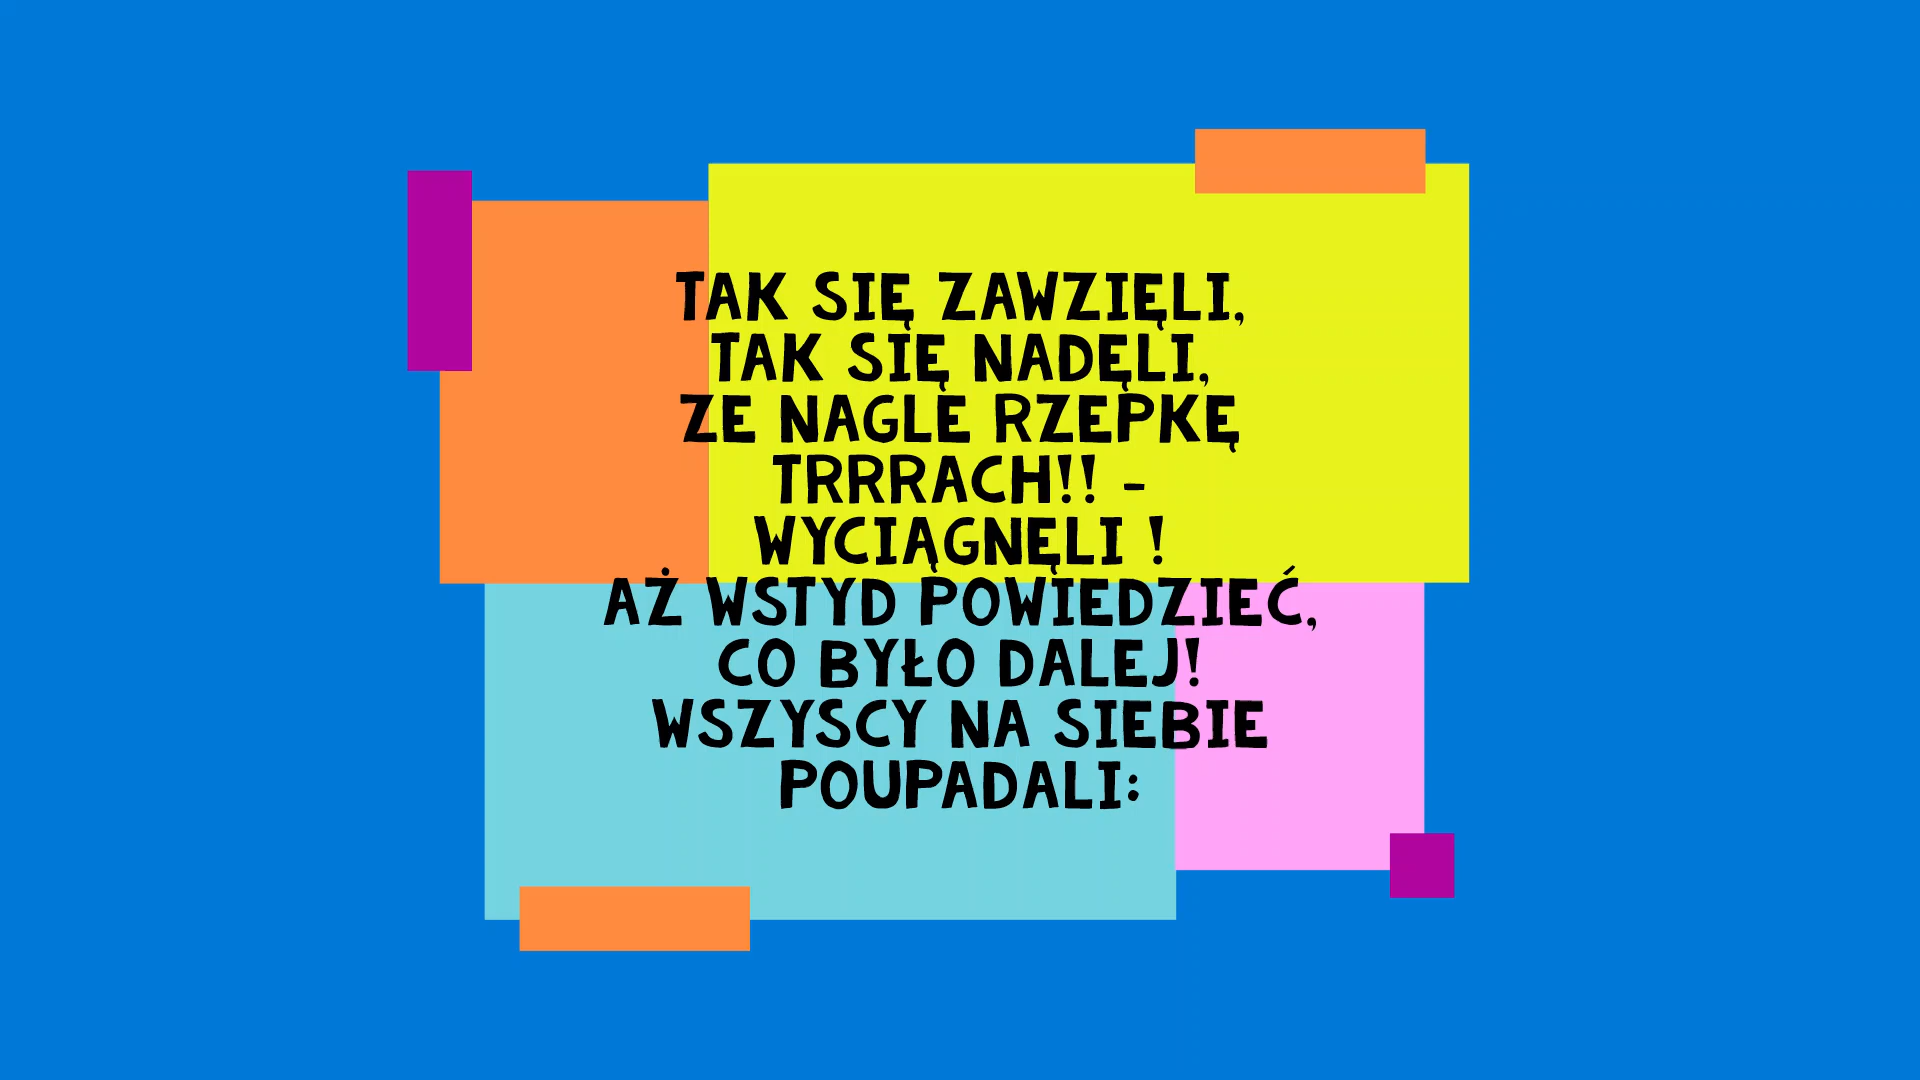 TAK SIĘ ZAWZIĘLI,
TAK SIĘ NADĘLI,
ZE NAGLE RZEPKĘ
TRRRACH!! -
WYCIĄGNĘLI !
AŻ WSTYD POWIEDZIEĆ,
CO BYŁO DALEJ!
WSZYSCY NA SIEBIE
POUPADALI: